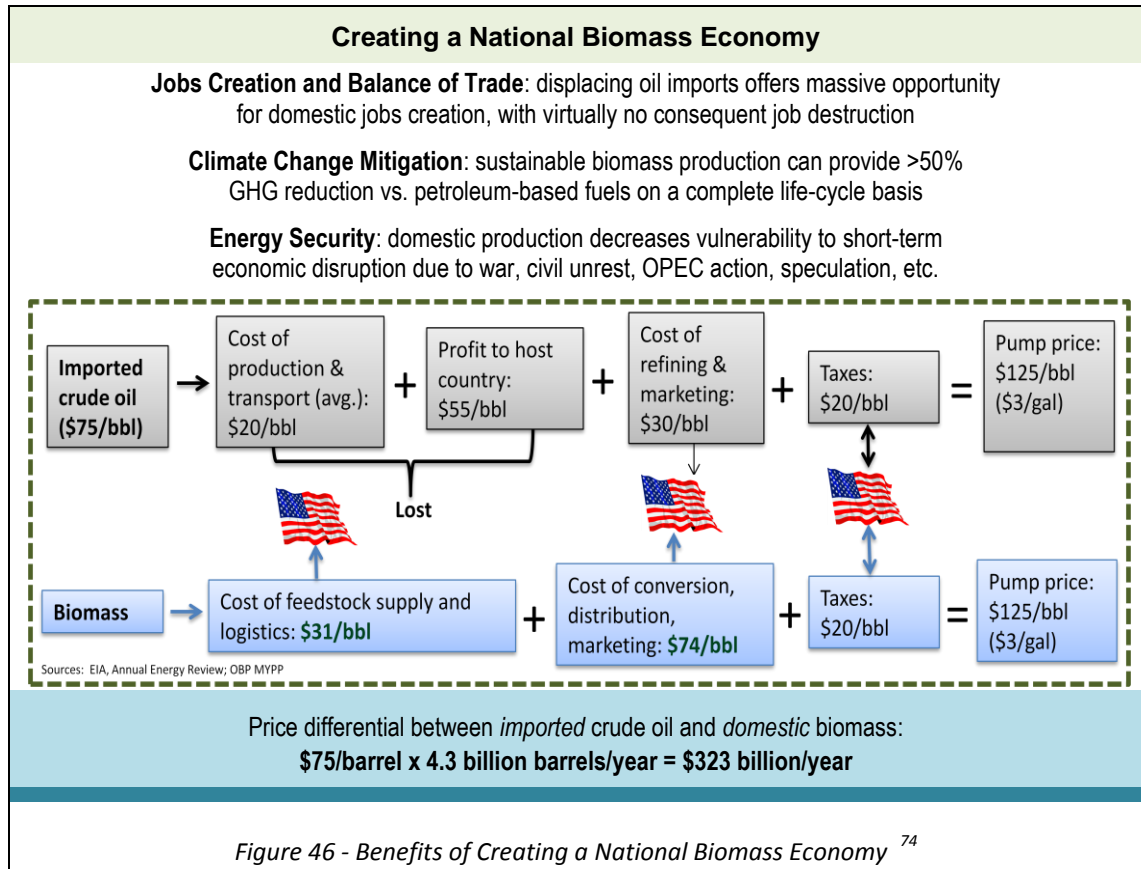 Creating a National Biomass Economy
Jobs Creation and Balance of Trade: displacing oil imports offers massive opportunity
for domestic jobs creation, with virtually no consequent job destruction
Climate Change Mitigation: sustainable biomass production can provide >50%
GHG reduction vs. petroleum-based fuels on a complete life-cycle basis
Energy Security: domestic production decreases vulnerability to short-term
economic disruption due to war, civil unrest, OPEC action, speculation, etc.
Imported
crude oil
($75/bbl)
Cost of
production &
transport (avg.):
$20/bbl
+
Profit to host
country:
$55/bbl
+
Cost of
refining &
marketing:
$30/bbl
+
Taxes:
$20/bbl
=
Pump price:
$125/bbl
($3/gal)
Lost
Biomass
Cost of feedstock supply and
logistics: $31/bbl
+
Cost of conversion,
distribution,
marketing: $74/bbl
+
Taxes:
$20/bbl
=
Pump price:
$125/bbl
($3/gal)
Sources: EIA, Annual Energy Review; OBP MYPP
Price differential between imported crude oil and domestic biomass:
$75/barrel x 4.3 billion barrels/year = $323 billion/year
Figure 46 - Benefits of Creating a National Biomass Economy 74